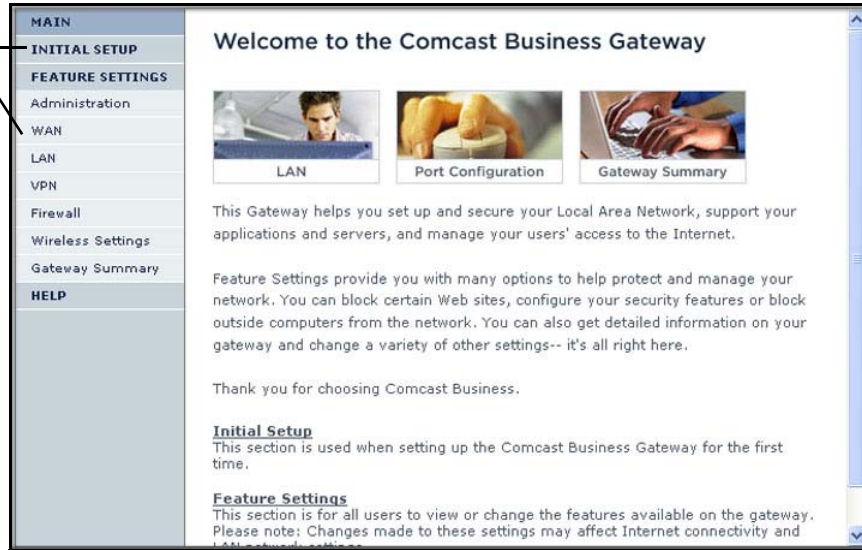 MAIN
INITIAL SETUP
FEATURE SETTINGS
Administration
WAN
LAN
VPN
Firewall
Wireless Settings
Gateway Summary
HELP
Welcome to the Comcast Business Gateway
LAN
Port Configuration
Gateway Summary
This Gateway helps you set up and secure your Local Area Network, support your
applications and servers, and manage your users' access to the Internet.
Feature Settings provide you with many options to help protect and manage your
network. You can block certain Web sites, configure your security features or block
outside computers from the network. You can also get detailed information on your
gateway and change a variety of other settings-- it's all right here.
Thank you for choosing Comcast Business.
Initial Setup
This section is used when setting up the Comcast Business Gateway for the first
time.
Feature Settings
This section is for all users to view or change the features available on the gateway.
Please note: Changes made to these settings may affect Internet connectivity and
LAN network settings